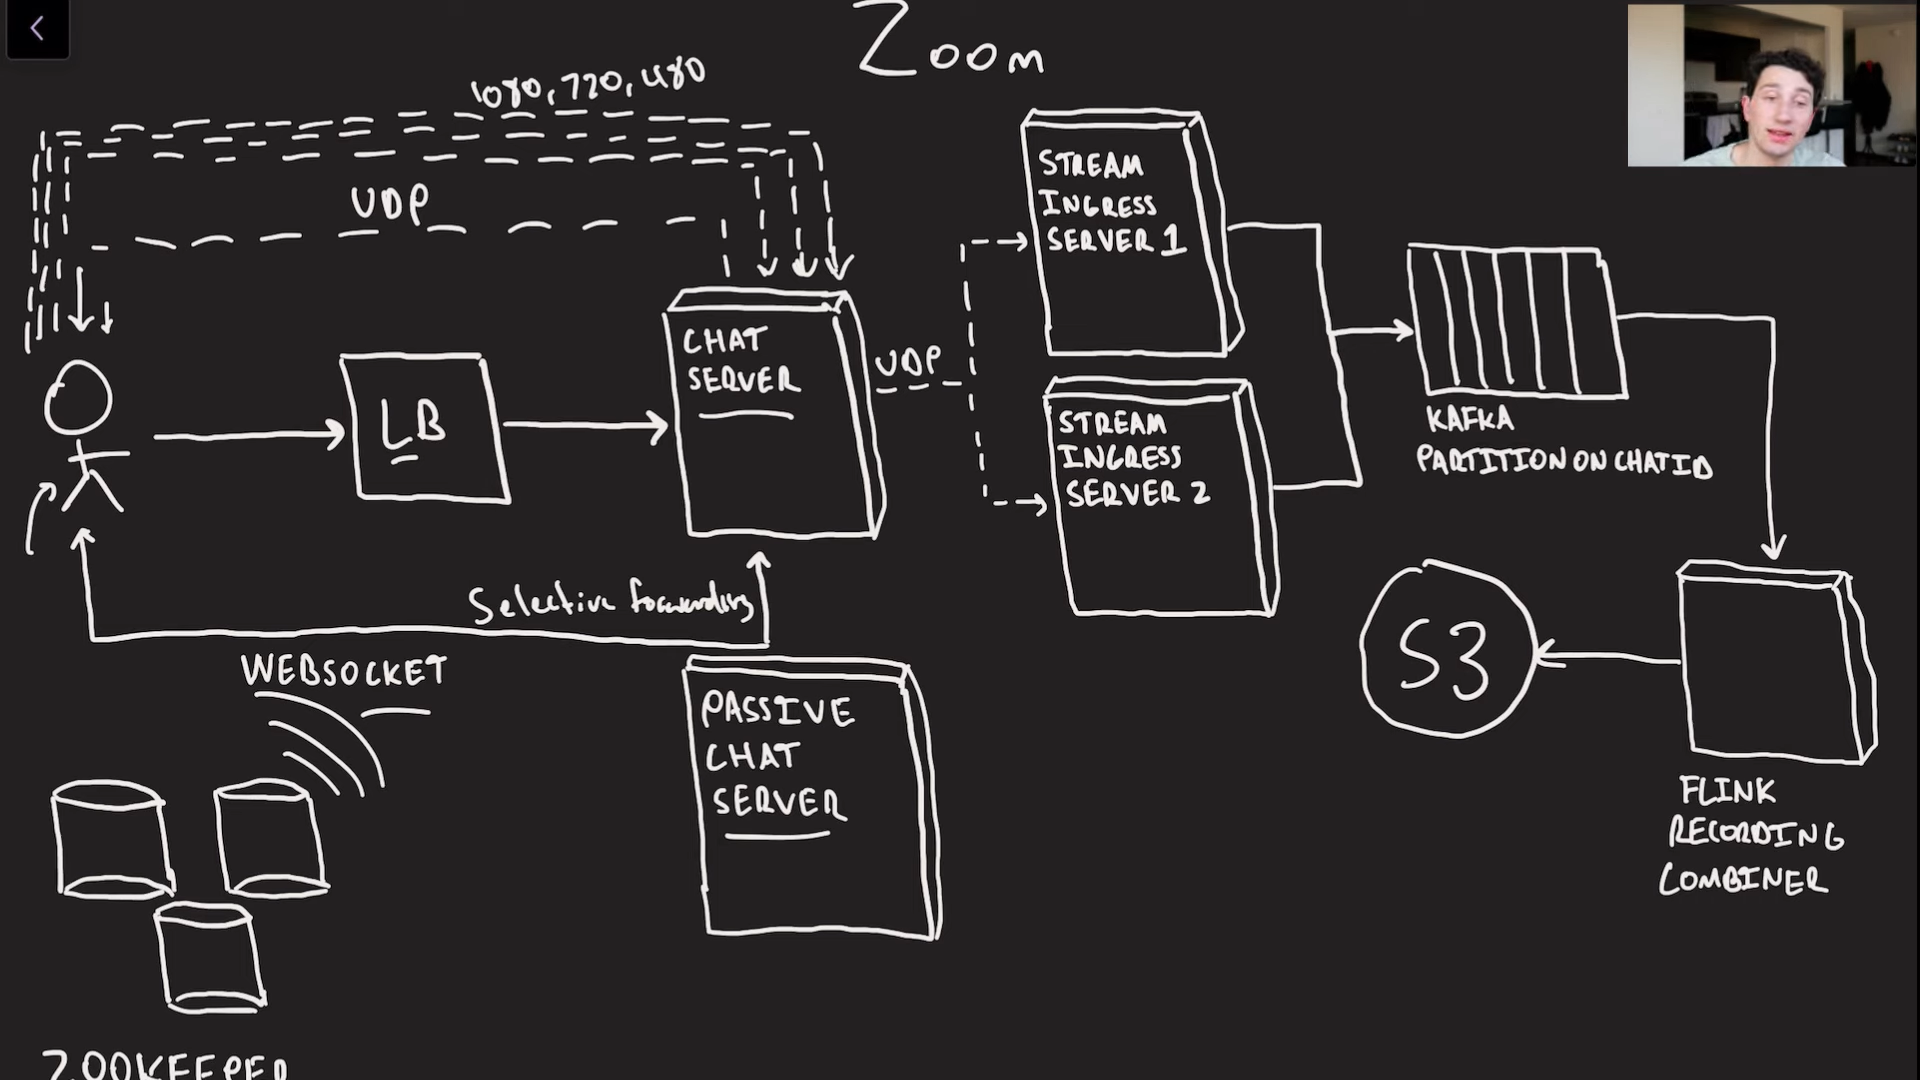 Zoom
1080, 720, 480
UDP
STREAM
INGRESS
SERVER 1
CHAT
SERVER
UDP
LB
STREAM
INGRESS
SERVER 2
KAFKA
PARTITION ON CHATID
Selective forwarding
WEBSOCKET
S3
PASSIVE
CHAT
SERVER
FLINK
RECORDING
COMBINER
ZOOKEEPER